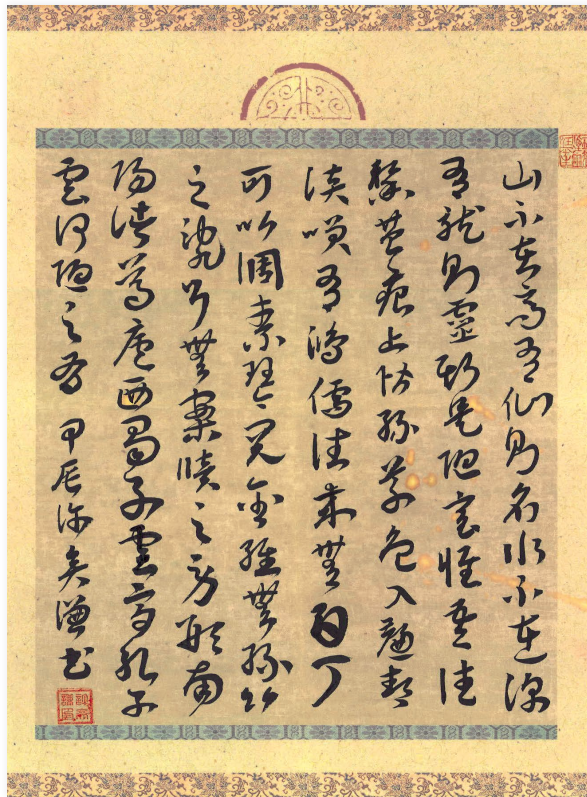 山不在高有仙則名水不在深
有龍則靈斯是陋室惟吾德
馨苔痕上階綠草色入簾青
談笑有鴻儒往來無白丁
可以調素琴閱金經無絲竹
之亂耳無案牘之勞形南
陽諸葛廬西蜀子雲亭孔子
雲何陋之有 甲辰 謙書